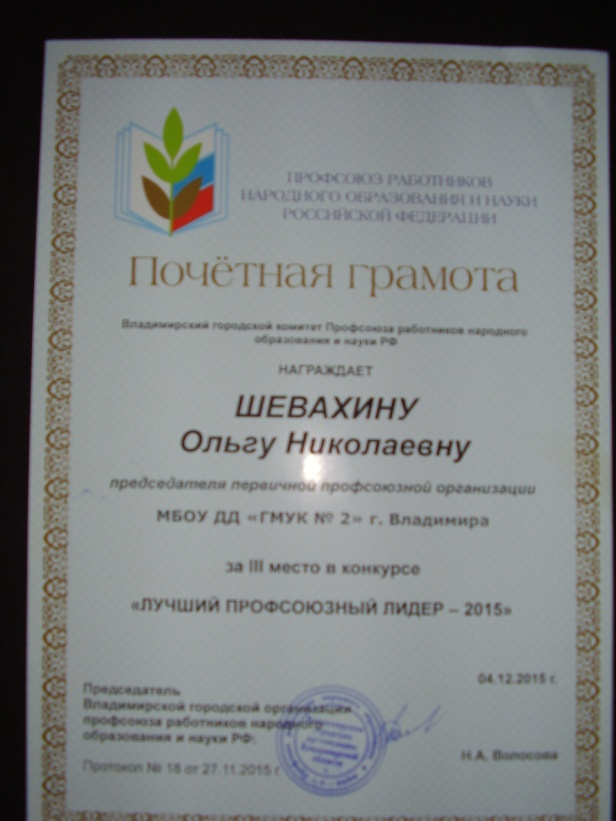 ПРОФСОЮЗ РАБОТНИКОВ
НАРОДНОГО ОБРАЗОВАНИЯ И НАУКИ
РОССИЙСКОЙ ФЕДЕРАЦИИ
Почётная грамота
Владимирский городской комитет Профсоюза работников народного
образования и науки РФ
НАГРАЖДАЕТ
ШЕВАХИНУ
Ольгу Николаевну
председателя первичной профсоюзной организации
МБОУ ДД «ГМУК № 2» г. Владимира
за III место в конкурсе
«ЛУЧШИЙ ПРОФСОЮЗНЫЙ ЛИДЕР – 2015»
04.12.2015 г.
Председатель
Владимирской городской организации
профсоюза работников народного
образования и науки РФ:
Н.А. Волосова
Протокол № 18 от 27.11.2015 г.